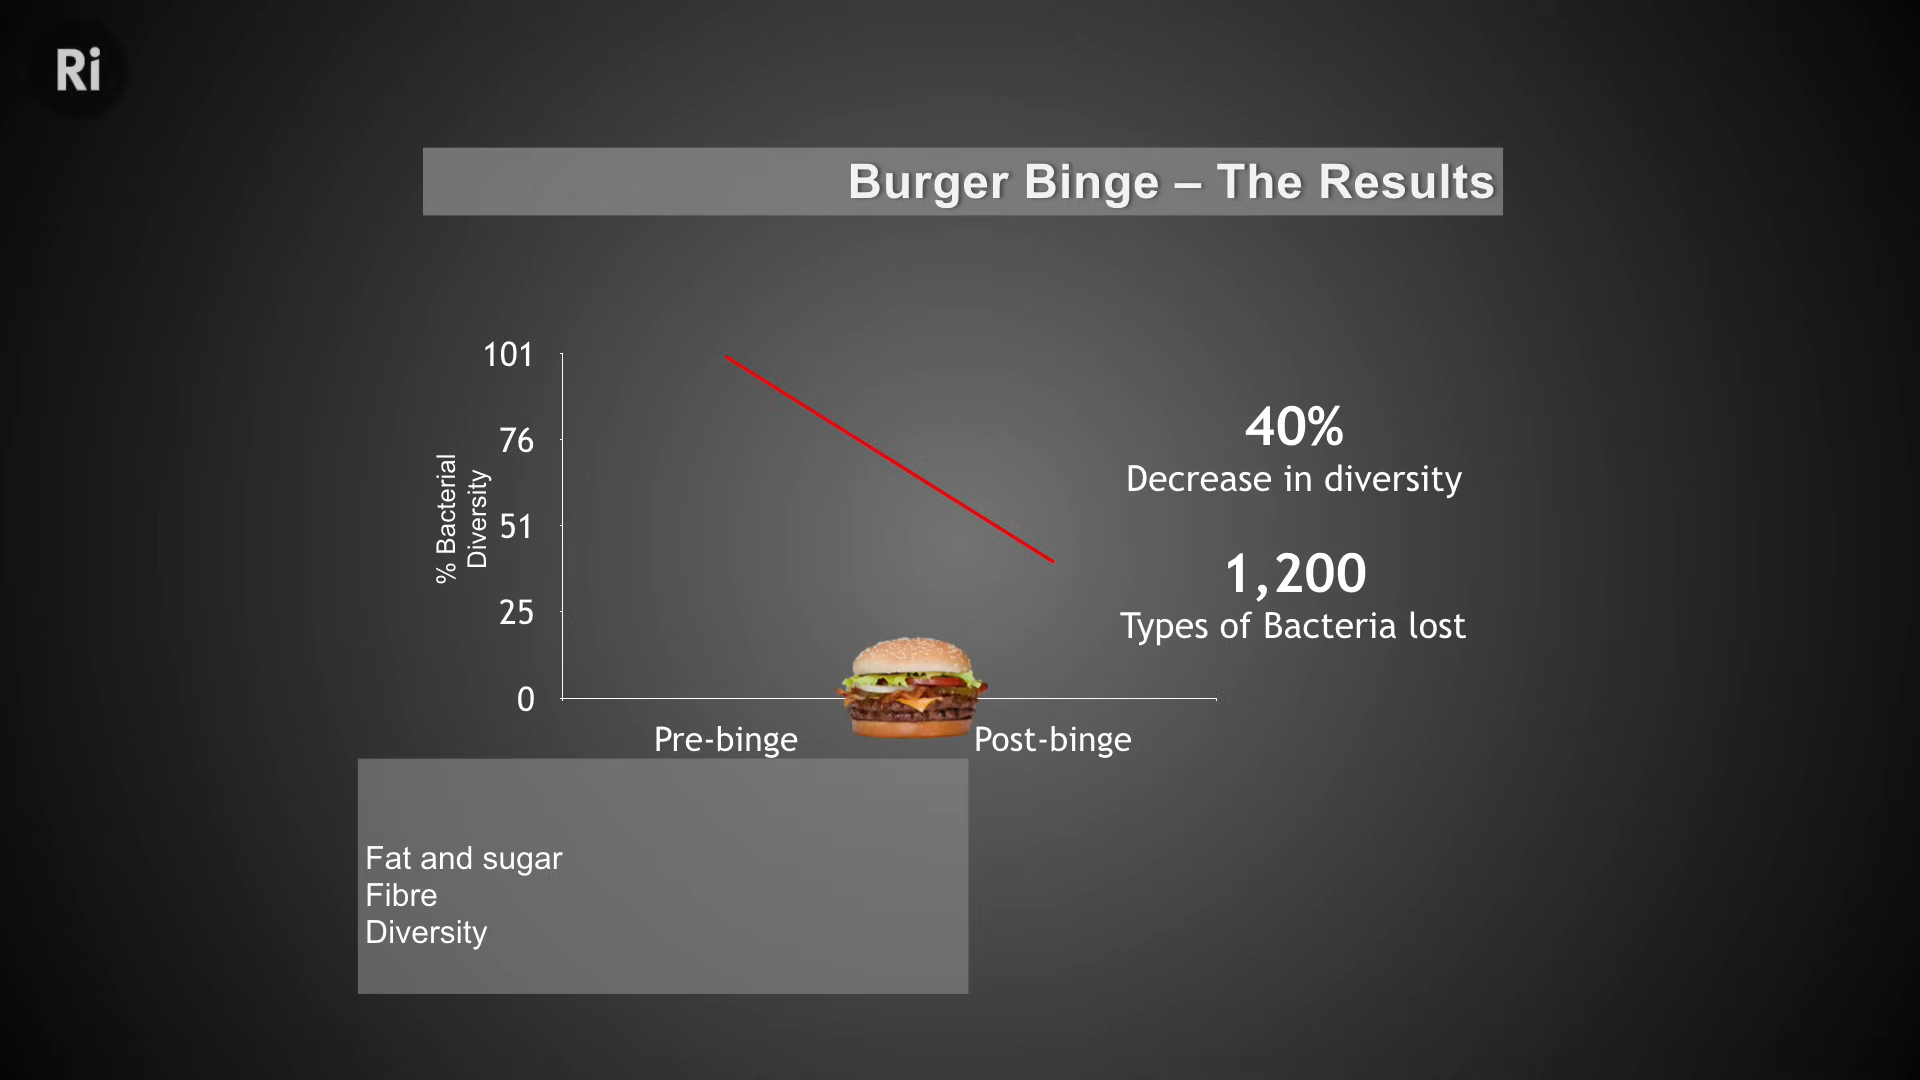 Ri
Burger Binge – The Results
101
76
51
25
0
% Bacterial
Diversity
Pre-binge
Post-binge
40%
Decrease in diversity
1,200
Types of Bacteria lost
Fat and sugar
Fibre
Diversity